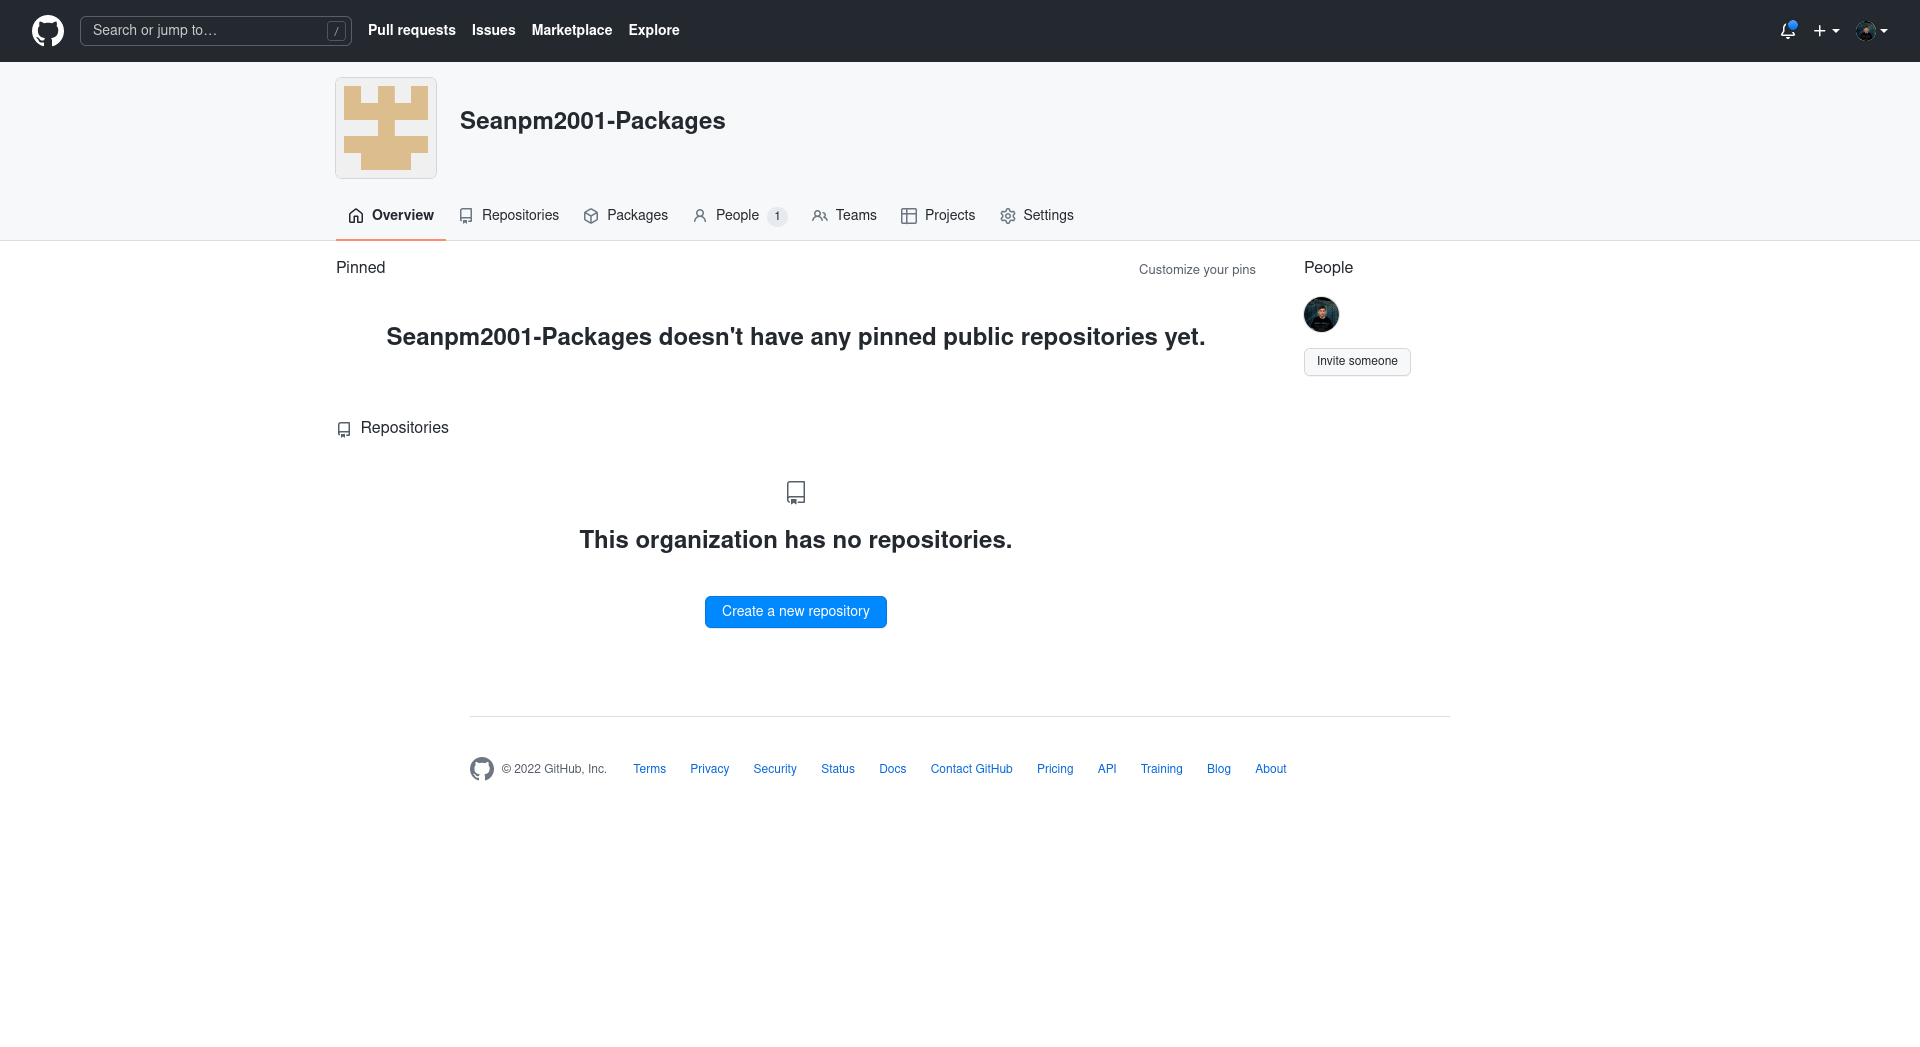 Search or jump to… /
Pull requests Issues Marketplace Explore
Seanpm2001-Packages
Overview Repositories Packages People 1 Teams Projects Settings
Pinned
Customize your pins
Seanpm2001-Packages doesn't have any pinned public repositories yet.
People
Invite someone
Repositories
This organization has no repositories.
Create a new repository
© 2022 GitHub, Inc. Terms Privacy Security Status Docs Contact GitHub Pricing API Training Blog About